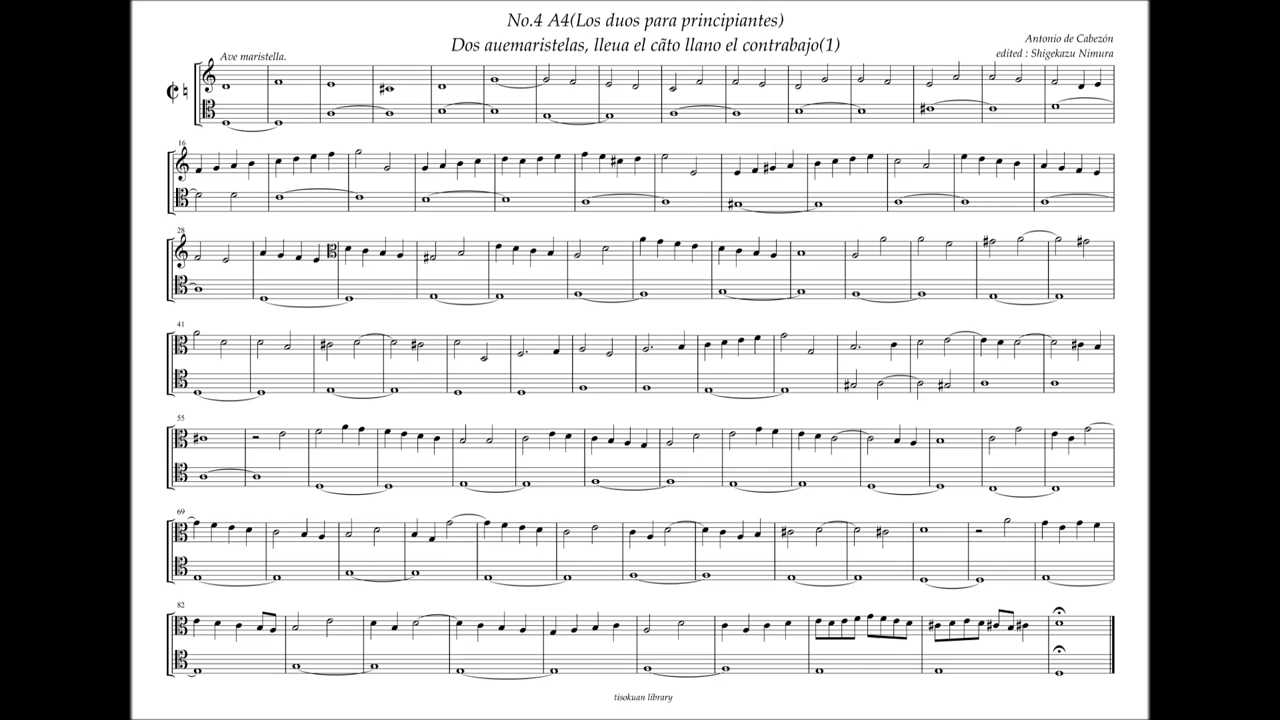 No.4 A4(Los duos para principiantes)
Dos auemaristelas, lleua el cãto llano el contrabajo(1)
Antonio de Cabezón
edited : Shigekazu Nimura
Ave maristella.
16
28
41
55
69
82
tisokuan library